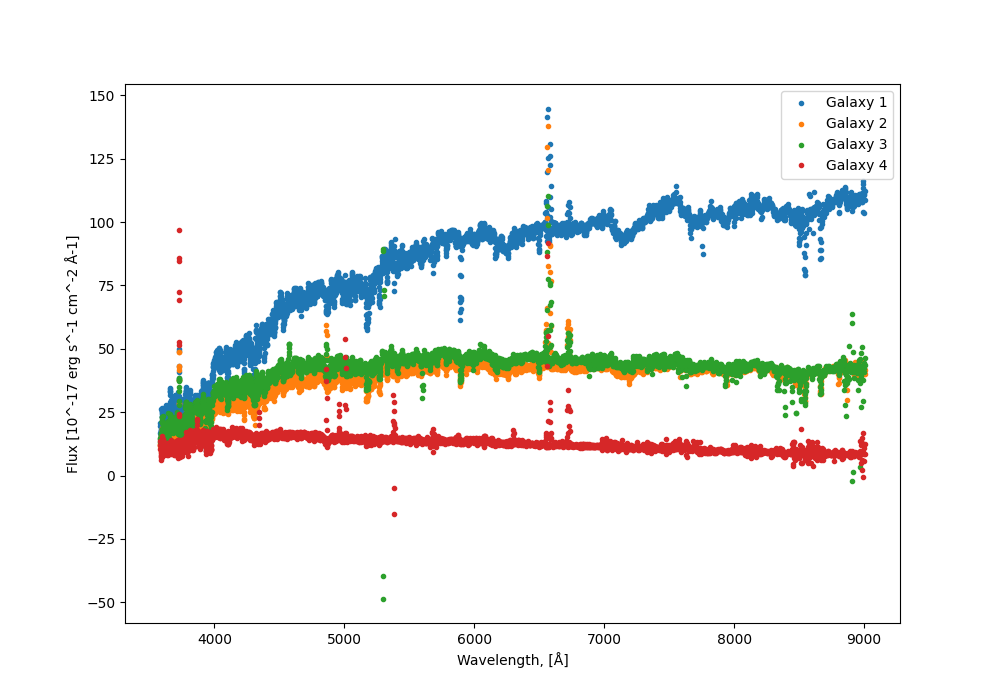 Galaxy 1
Galaxy 2
Galaxy 3
Galaxy 4
150
125
100
75
50
25
0
−25
−50
Flux [10^-17 erg s^-1 cm^-2 Å-1]
4000 5000 6000 7000 8000 9000
Wavelength, [Å]